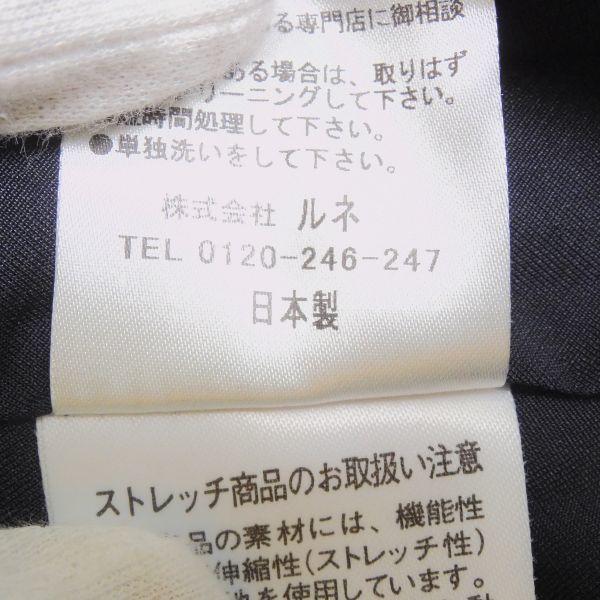 る専門店に御相談
ある場合は、取りはず
リーニングして下さい。
時間処理して下さい。
●単独洗いをして下さい。
株式会社 ルネ
TEL 0120-246-247
日本製
ストレッチ商品のお取扱い注意
品の素材には、機能性
伸縮性(ストレッチ性)
を使用しています。